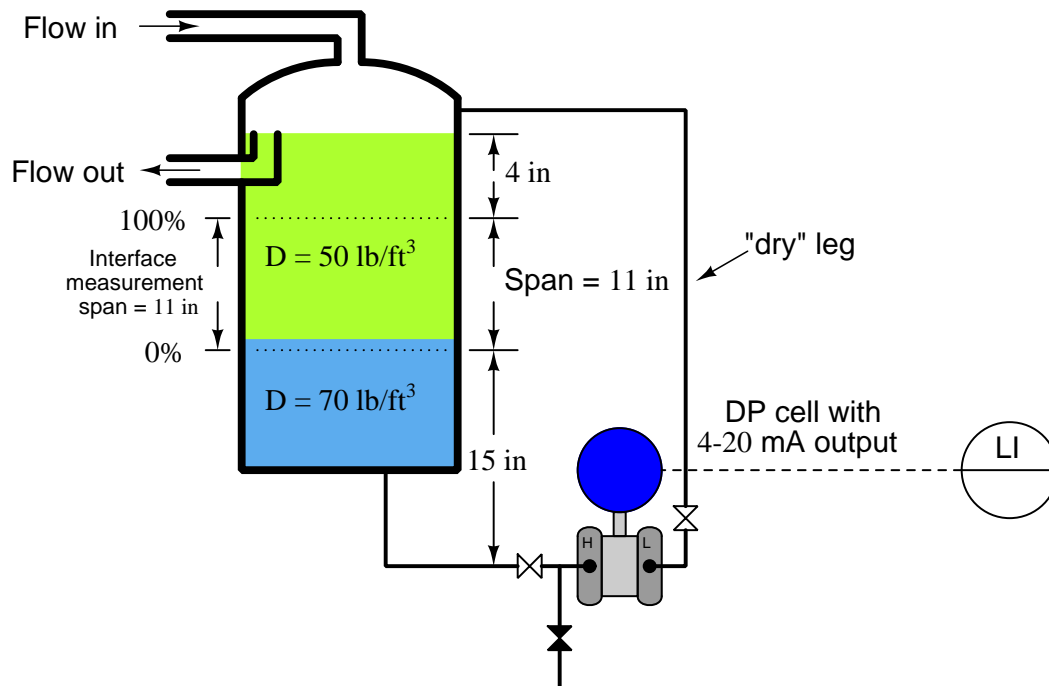 Flow in
Flow out
4 in
100%
D = 50 lb/ft³
"dry" leg
Interface
measurement
span = 11 in
Span = 11 in
0%
D = 70 lb/ft³
15 in
DP cell with
4-20 mA output
LI
H
L